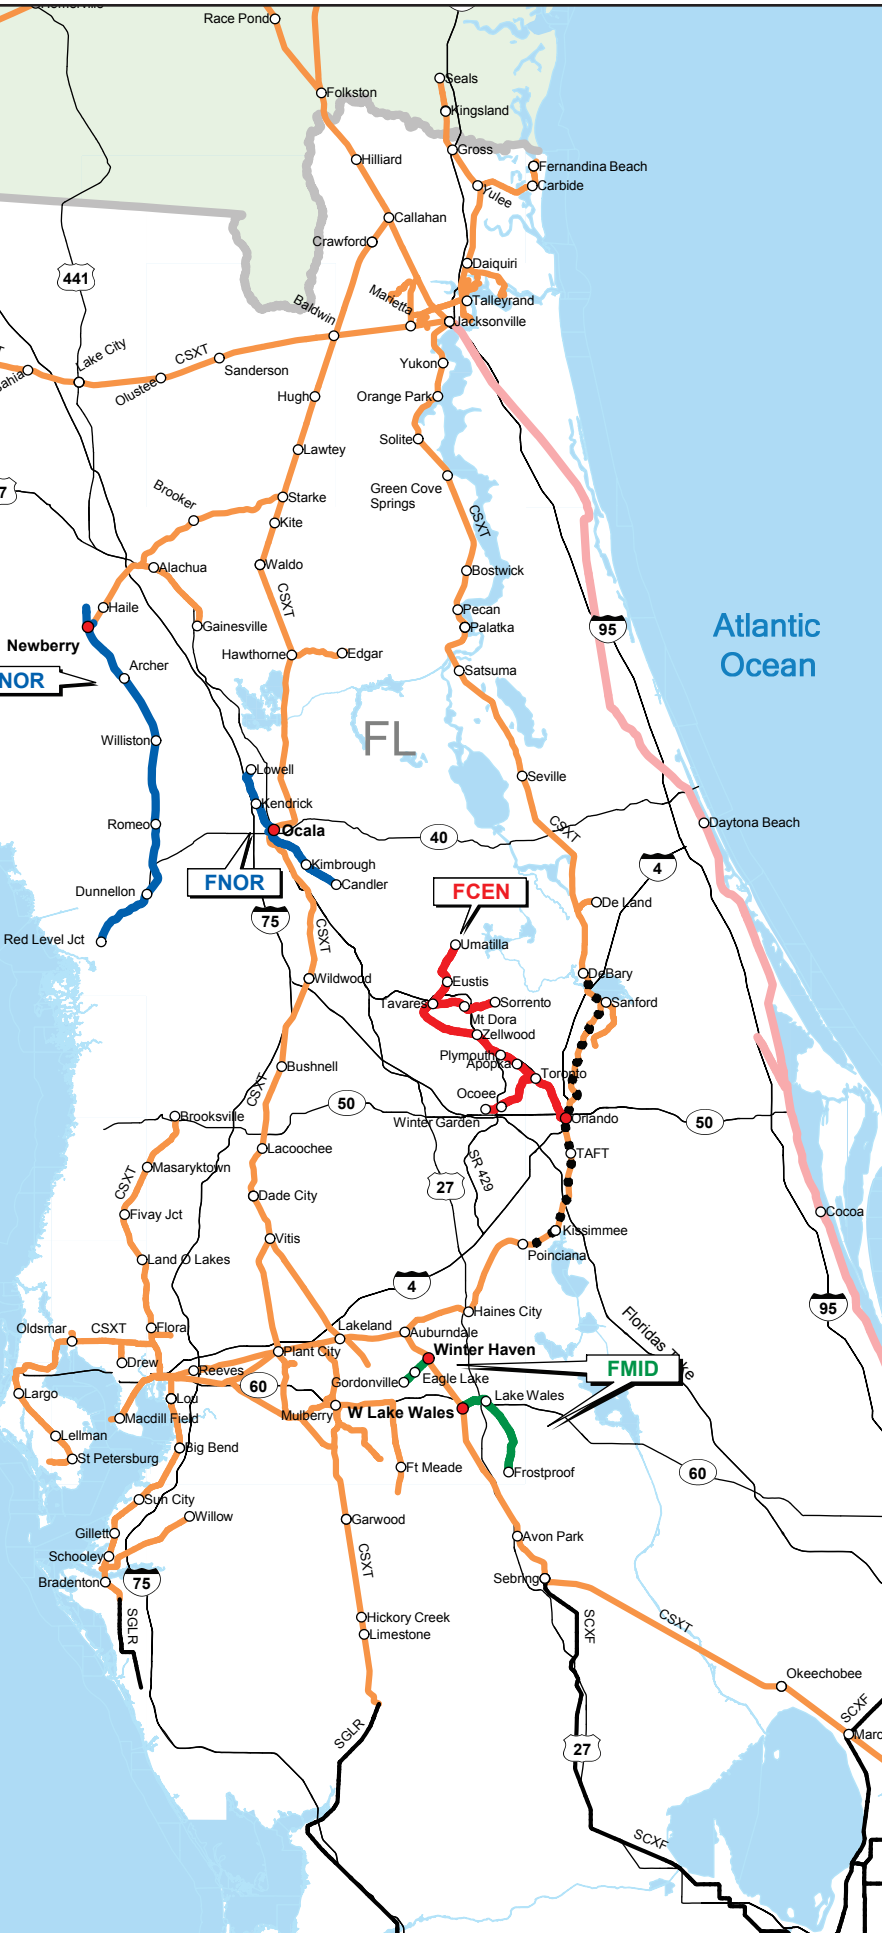 Race Pond
Folkston
Seals
Kingsland
Gross
Hilliard
Fernandina Beach
Carbide
Yulee
Callahan
Crawford
Daiquiri
441
Marietta
Talleyrand
Baldwin
Jacksonville
Lake City
CSXT
Sanderson
Olustee
Yukon
Hugh
Orange Park
Solite
Lawtey
Green Cove
Springs
CSXT
Brooker
Starke
Kite
Waldo
Alachua
CSXT
Bostwick
Haile
Pecan
Gainesville
Palatka
95
Atlantic
Ocean
Newberry
Hawthorne
Edgar
Archer
Satsuma
NOR
FL
Williston
Lowell
Seville
Kendrick
Romeo
Ocala
40
CSXT
Daytona Beach
Kimbrough
4
FNOR
Candler
FCEN
Dunnellon
De Land
75
CSXT
Red Level Jct
Umatilla
Wildwood
Eustis
DeBary
Tavares
Sorrento
Sanford
Mt Dora
Zellwood
Plymouth
Apopka
Toronto
Bushnell
CSXT
Ocoee
50
Brooksville
Winter Garden
Orlando
50
Lacoochee
TAFT
Masaryktown
CSXT
SR 429
27
Dade City
Fivay Jct
Cocoa
Vitis
Kissimmee
Land O Lakes
Poinciana
4
95
Haines City
Floridas Tpke
Oldsmar
CSXT
Flora
Lakeland
Auburndale
Plant City
Winter Haven
Drew
Reeves
FMID
Gordonville
Eagle Lake
60
Largo
Lou
Lake Wales
Mulberry
W Lake Wales
Macdill Field
Lellman
Big Bend
St Petersburg
Ft Meade
Frostproof
60
Sun City
Willow
Garwood
Gillett
Avon Park
Schooley
CSXT
Bradenton
75
Sebring
SGLR
Hickory Creek
Limestone
SCXF
CSXT
Okeechobee
SGLR
SCXF
27
Marc
SCXF